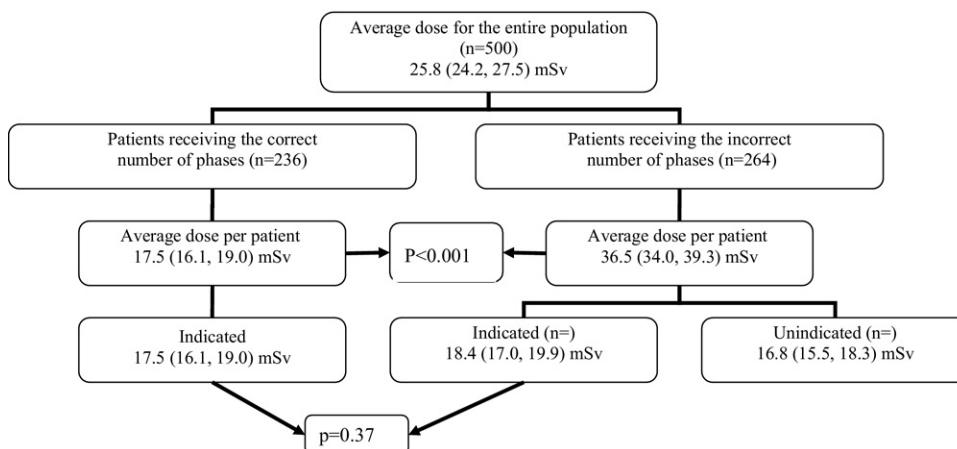 Average dose for the entire population
(n=500)
25.8 (24.2, 27.5) mSv
Patients receiving the correct
number of phases (n=236)
Patients receiving the incorrect
number of phases (n=264)
Average dose per patient
17.5 (16.1, 19.0) mSv
P<0.001
Average dose per patient
36.5 (34.0, 39.3) mSv
Indicated
17.5 (16.1, 19.0) mSv
Indicated (n=)
18.4 (17.0, 19.9) mSv
Unindicated (n=)
16.8 (15.5, 18.3) mSv
p=0.37